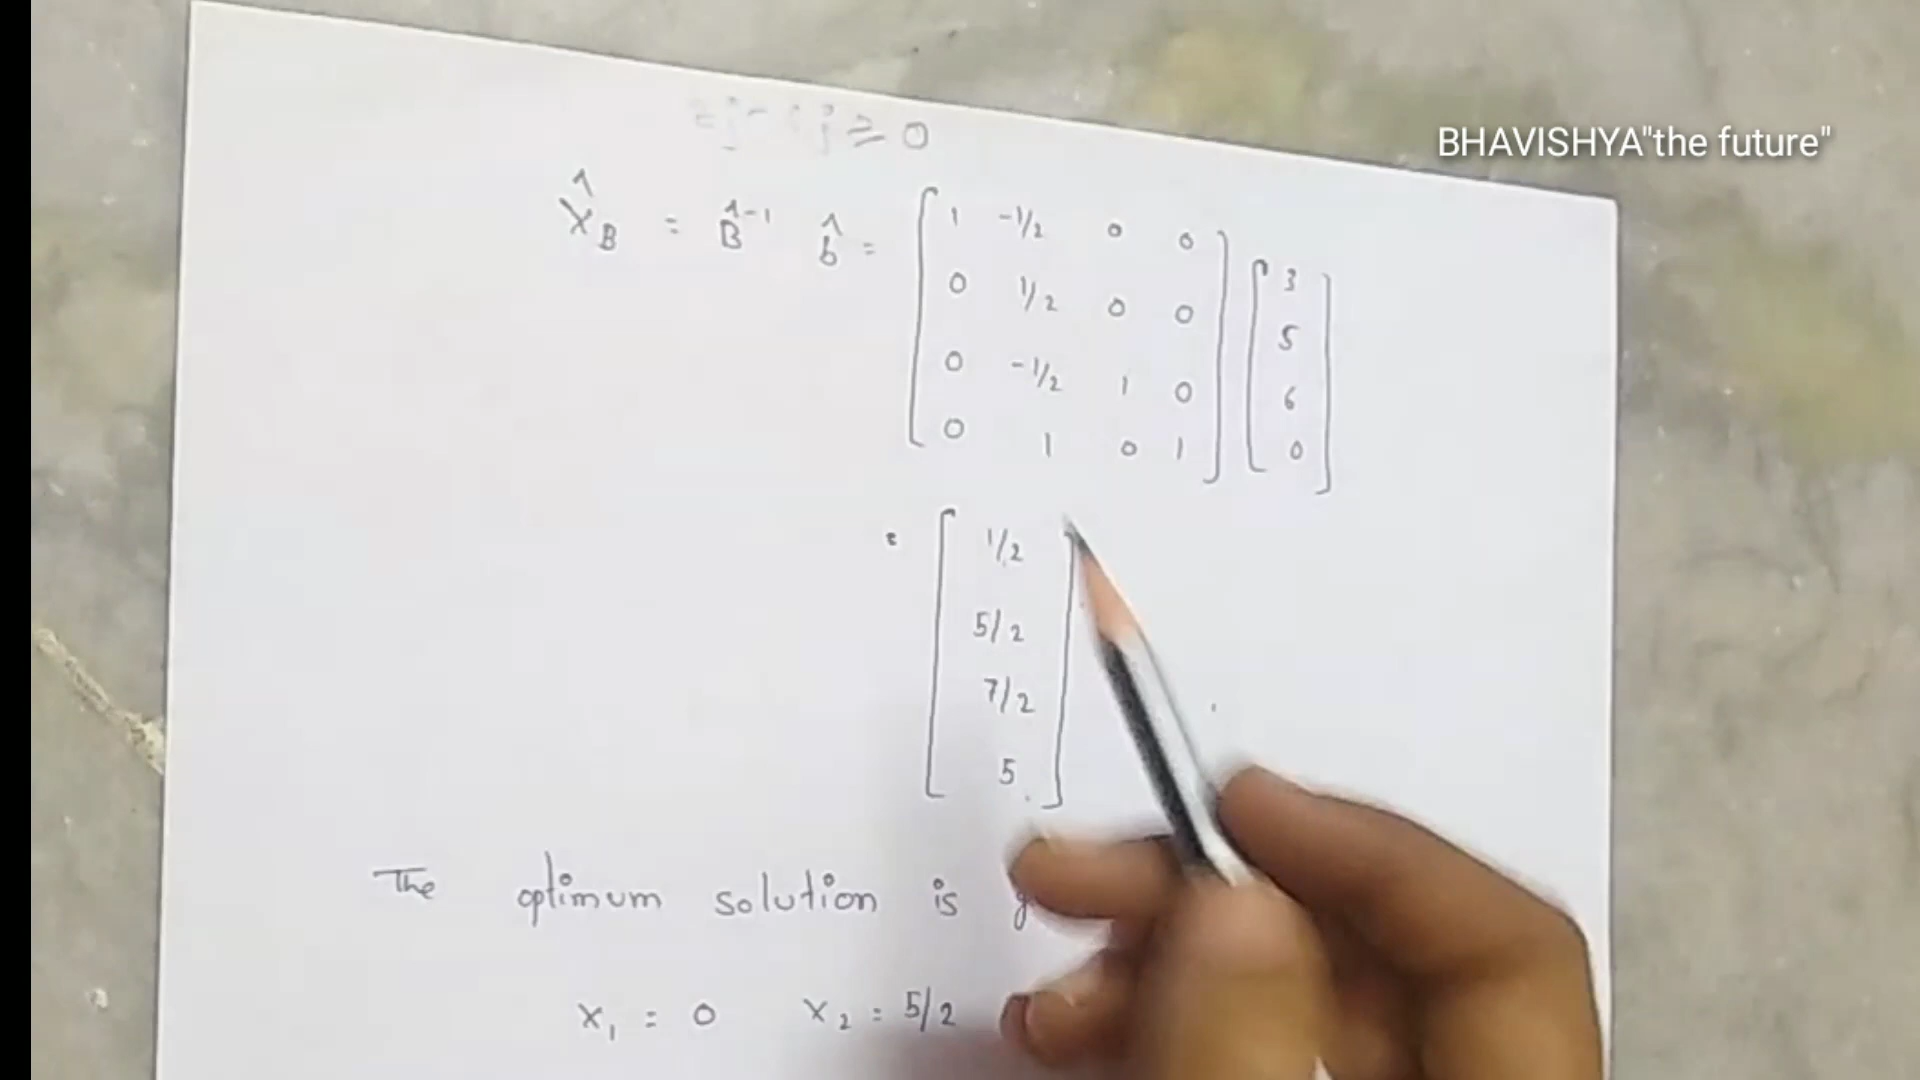 BHAVISHYA"the future"
≥ 0
X̂_B = B̂⁻¹ b̂ = [ 1 -1/2 0 0 ] [ 3 ]
0 1/2 0 0 5
0 -1/2 1 0 6
0 1 0 1 0
= [ 1/2 ]
5/2
7/2
5
The optimum solution is
x₁ = 0 x₂ = 5/2